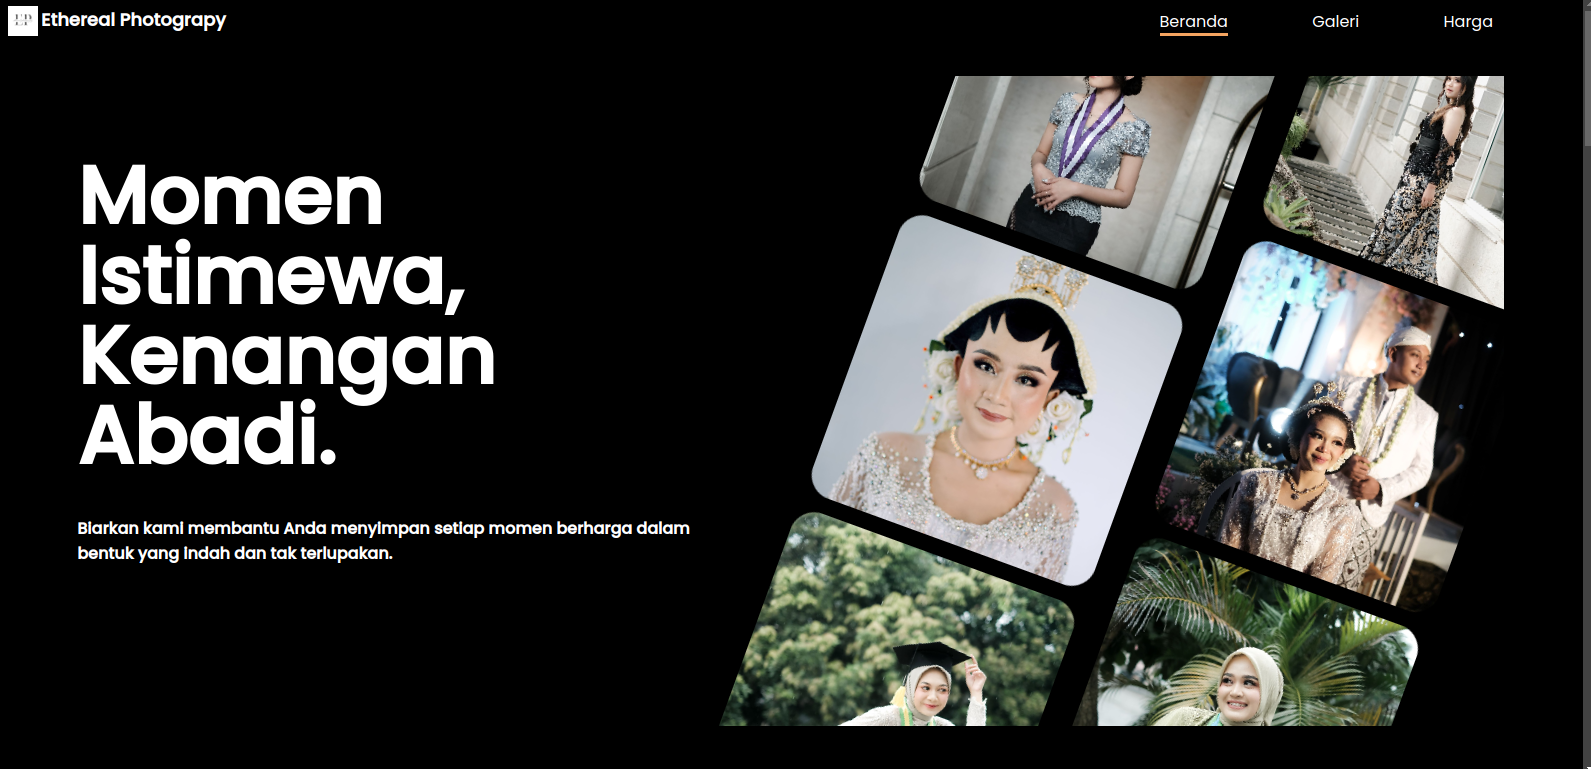 EP Ethereal Photograpy
Beranda Galeri Harga
Momen
Istimewa,
Kenangan
Abadi.
Biarkan kami membantu Anda menyimpan setiap momen berharga dalam
bentuk yang indah dan tak terlupakan.